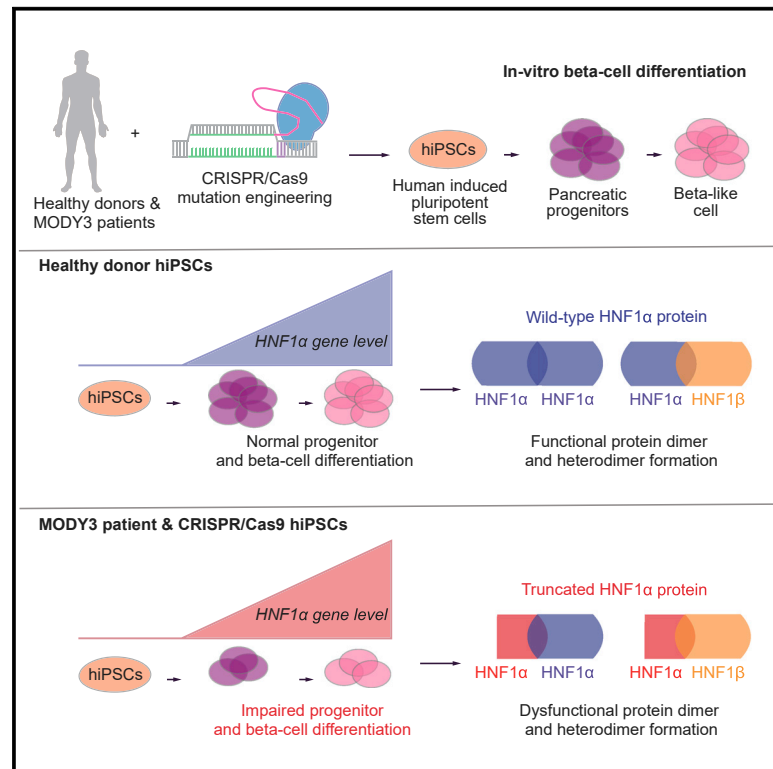 In-vitro beta-cell differentiation
+
Healthy donors &
MODY3 patients
CRISPR/Cas9
mutation engineering
hiPSCs
Human induced
pluripotent
stem cells
Pancreatic
progenitors
Beta-like
cell
Healthy donor hiPSCs
HNF1α gene level
hiPSCs
Normal progenitor
and beta-cell differentiation
Wild-type HNF1α protein
HNF1α HNF1α HNF1α HNF1β
Functional protein dimer
and heterodimer formation
MODY3 patient & CRISPR/Cas9 hiPSCs
HNF1α gene level
hiPSCs
Impaired progenitor
and beta-cell differentiation
Truncated HNF1α protein
HNF1α HNF1α HNF1α HNF1β
Dysfunctional protein dimer
and heterodimer formation